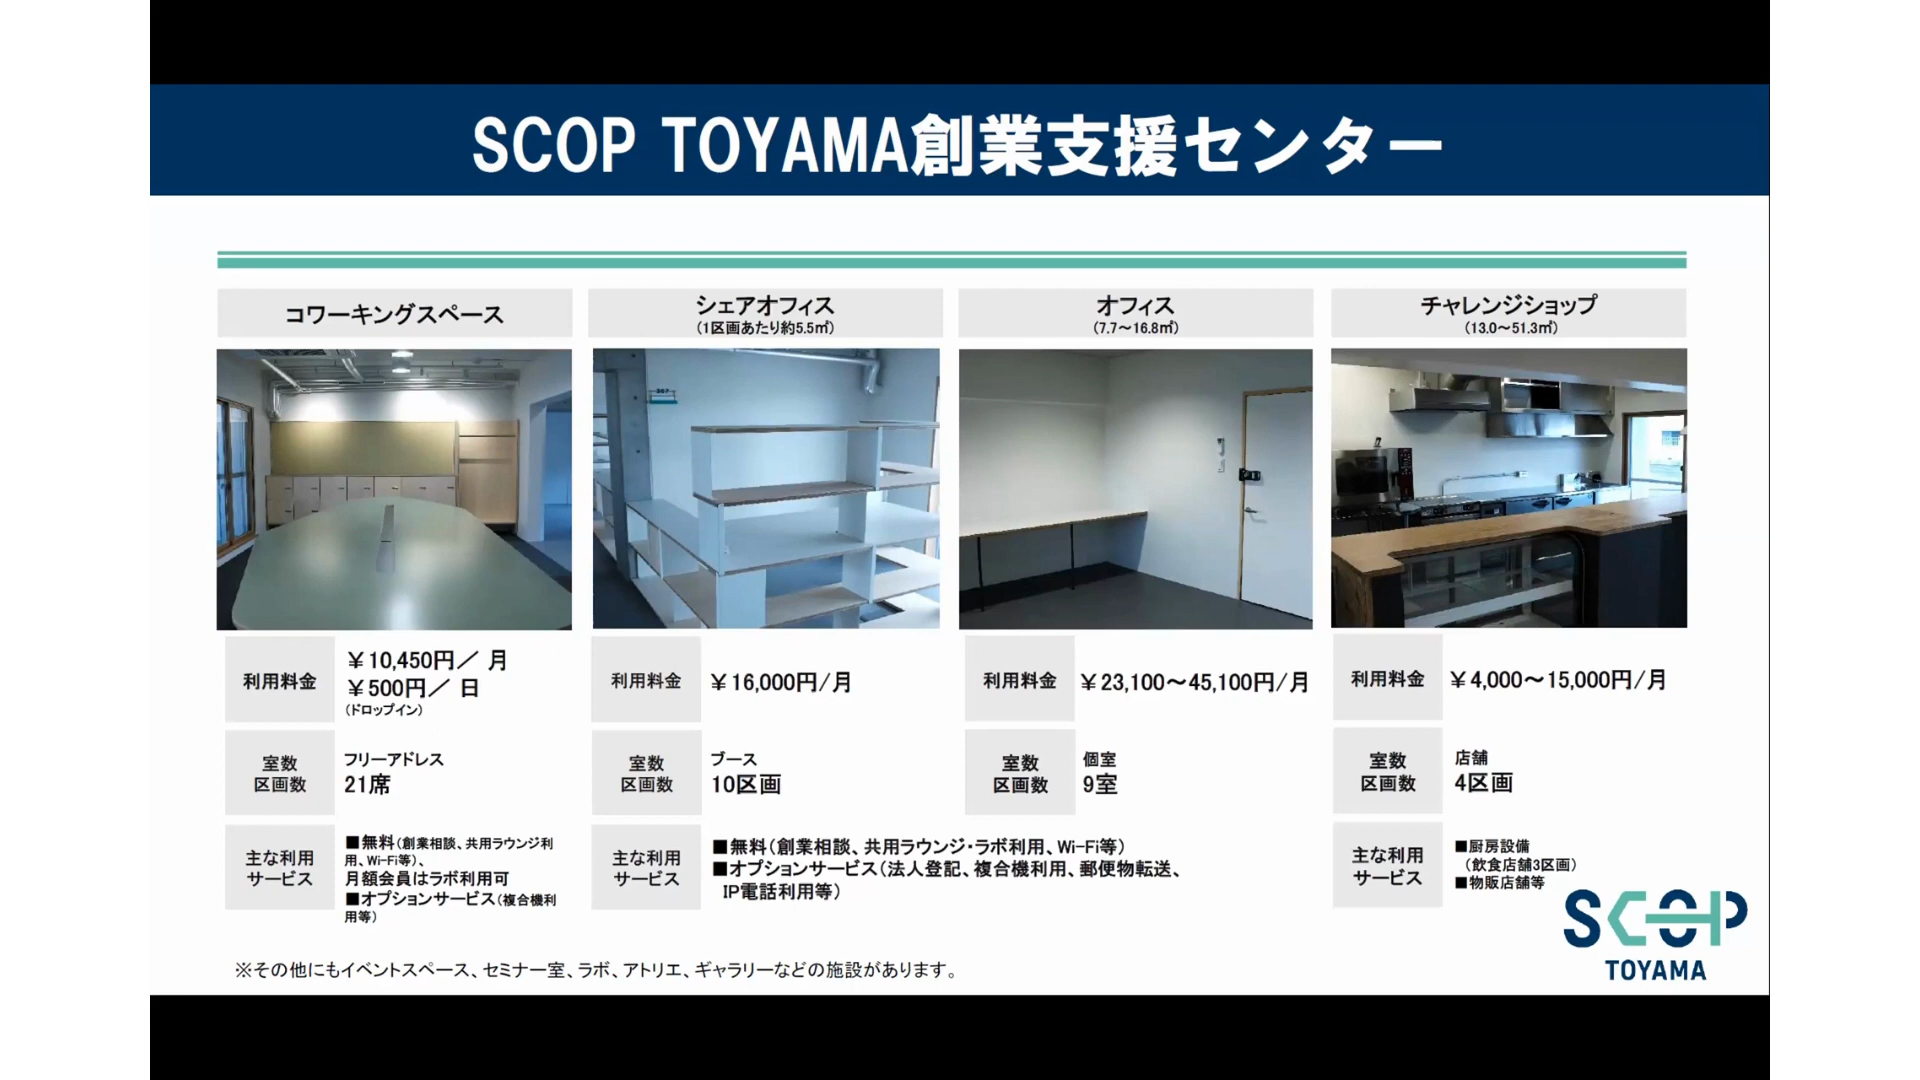 SCOP TOYAMA創業支援センター
コワーキングスペース
シェアオフィス
(1区画あたり約5.5㎡)
オフィス
(7.7～16.8㎡)
チャレンジショップ
(13.0～51.3㎡)
利用料金
￥10,450円／ 月
￥500円／ 日
(ドロップイン)
利用料金
￥16,000円/月
利用料金
￥23,100～45,100円/月
利用料金
￥4,000～15,000円/月
室数
区画数
フリーアドレス
21席
室数
区画数
ブース
10区画
室数
区画数
個室
9室
室数
区画数
店舗
4区画
主な利用
サービス
■無料(創業相談、共用ラウンジ利
用、Wi-Fi等)、
月額会員はラボ利用可
■オプションサービス(複合機利
用等)
主な利用
サービス
■無料(創業相談、共用ラウンジ・ラボ利用、Wi-Fi等)
■オプションサービス(法人登記、複合機利用、郵便物転送、
IP電話利用等)
主な利用
サービス
■厨房設備
(飲食店舗3区画)
■物販店舗等
SCOP
TOYAMA
※その他にもイベントスペース、セミナー室、ラボ、アトリエ、ギャラリーなどの施設があります。